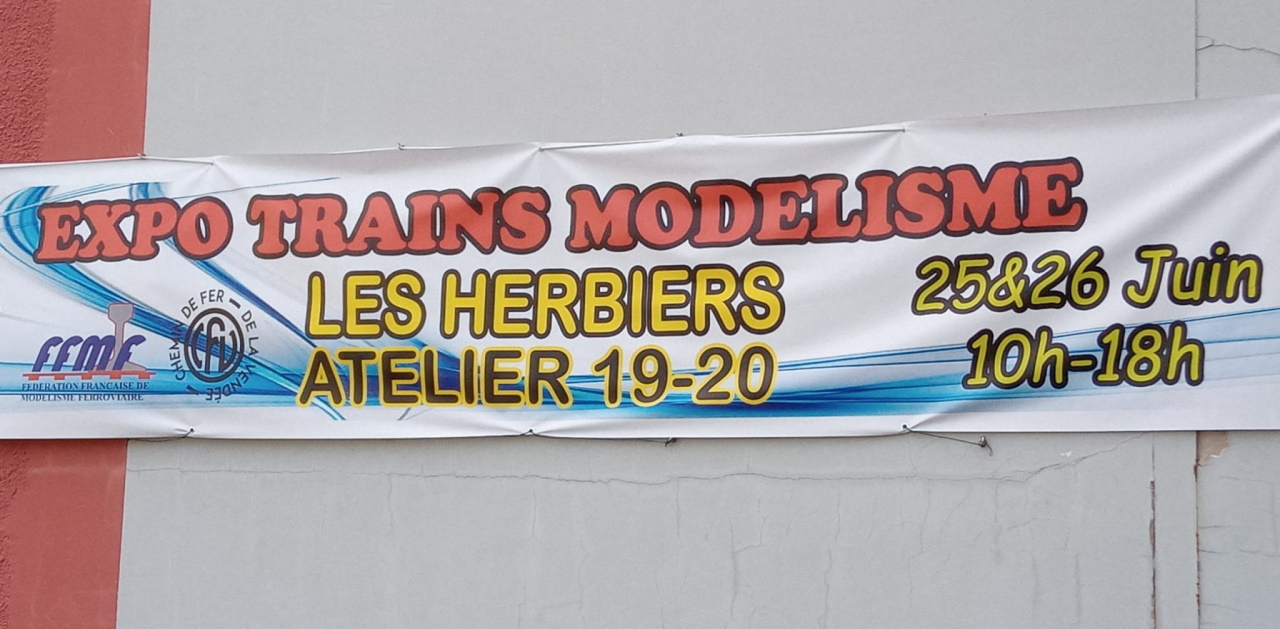 EXPO TRAINS MODELISME
LES HERBIERS
ATELIER 19-20
25&26 Juin
10h-18h
FFMF
FEDERATION FRANÇAISE DE
MODELISME FERROVIAIRE
CHEMIN DE FER - DE LA VENDÉE
CFV